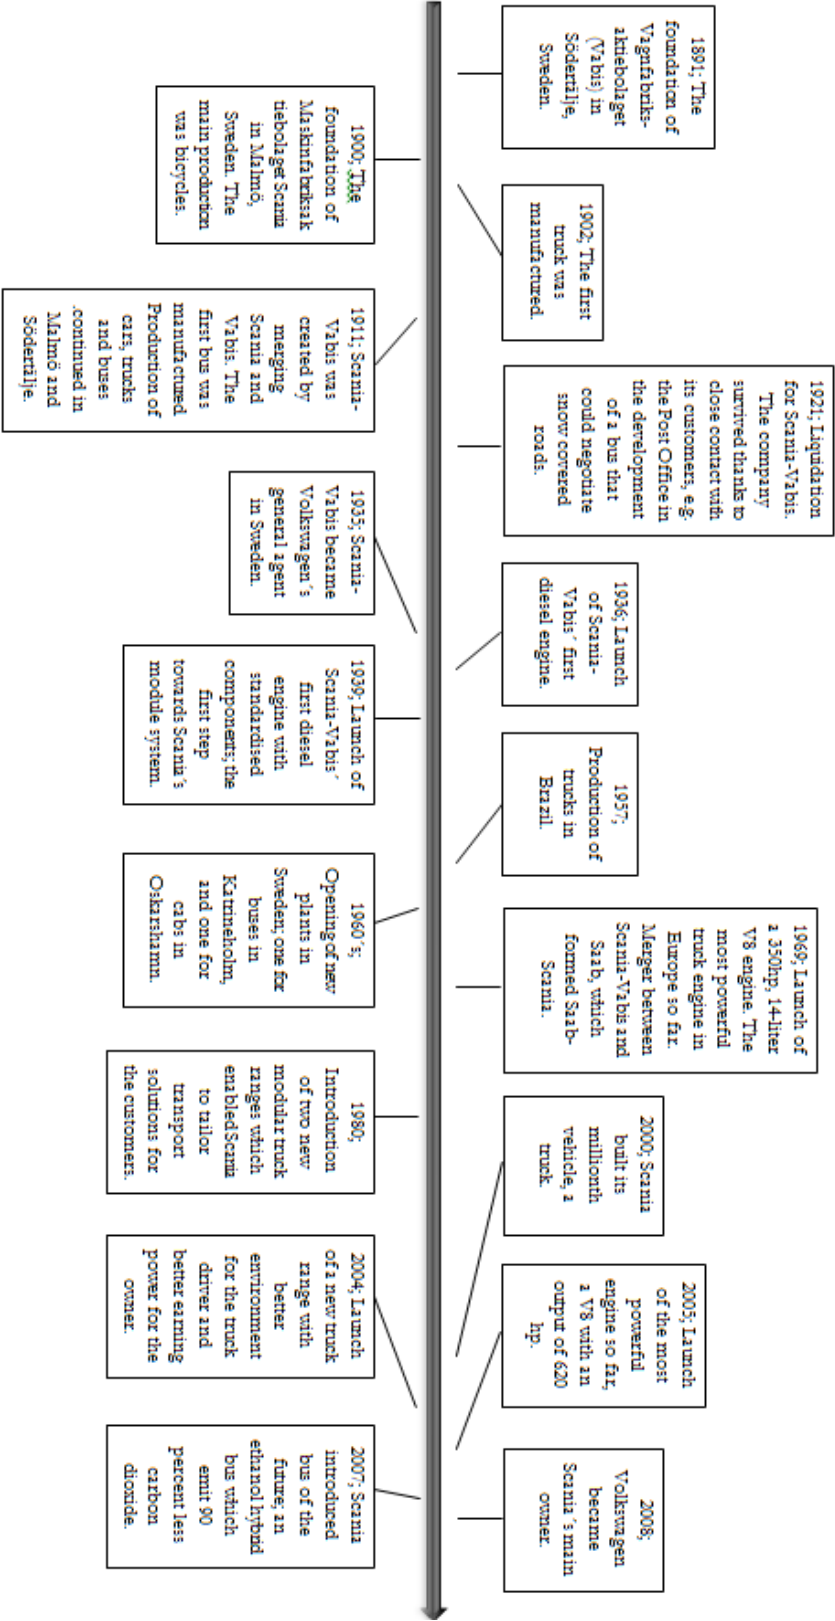 1891; The
foundation of
Vagnfabriks-
aktiebolaget
(Vabis) in
Södertälje,
Sweden.
1900; The
foundation of
Maskinfabriksak
tiebolaget Scania
in Malmö,
Sweden. The
main production
was bicycles.
1902; The first
truck was
manufactured.
1911; Scania-
Vabis was
created by
merging
Scania and
Vabis. The
first bus was
manufactured
Production of
cars, trucks
and buses
.continued in
Malmö and
Södertälje.
1921; Liquidation
for Scania-Vabis.
The company
survived thanks to
close contact with
its customers, e.g.
the Post Office in
the development
of a bus that
could negotiate
snow covered
roads.
1935; Scania-
Vabis became
Volkswagen´s
general agent
in Sweden.
1936; Launch
of Scania-
Vabis´ first
diesel engine.
1939; Launch of
Scania-Vabis´
first diesel
engine with
standardised
components; the
first step
towards Scania´s
module system.
1957;
Production of
trucks in
Brazil.
1960´s;
Opening of new
plants in
Sweden; one for
buses in
Katrineholm,
and one for
cabs in
Oskarshamn.
1969; Launch of
a 350hp, 14-liter
V8 engine. The
most powerful
truck engine in
Europe so far.
Merger between
Scania-Vabis and
Saab, which
formed Saab-
Scania.
1980;
Introduction
of two new
modular truck
ranges which
enabled Scania
to tailor
transport
solutions for
the customers.
2000; Scania
built its
millionth
vehicle, a
truck.
2004; Launch
of a new truck
range with
better
environment
for the truck
driver and
better earning
power for the
owner.
2005; Launch
of the most
powerful
engine so far,
a V8 with an
output of 620
hp.
2007; Scania
introduced
bus of the
future; an
ethanol hybrid
bus which
emit 90
percent less
carbon
dioxide.
2008;
Volkswagen
became
Scania´s main
owner.